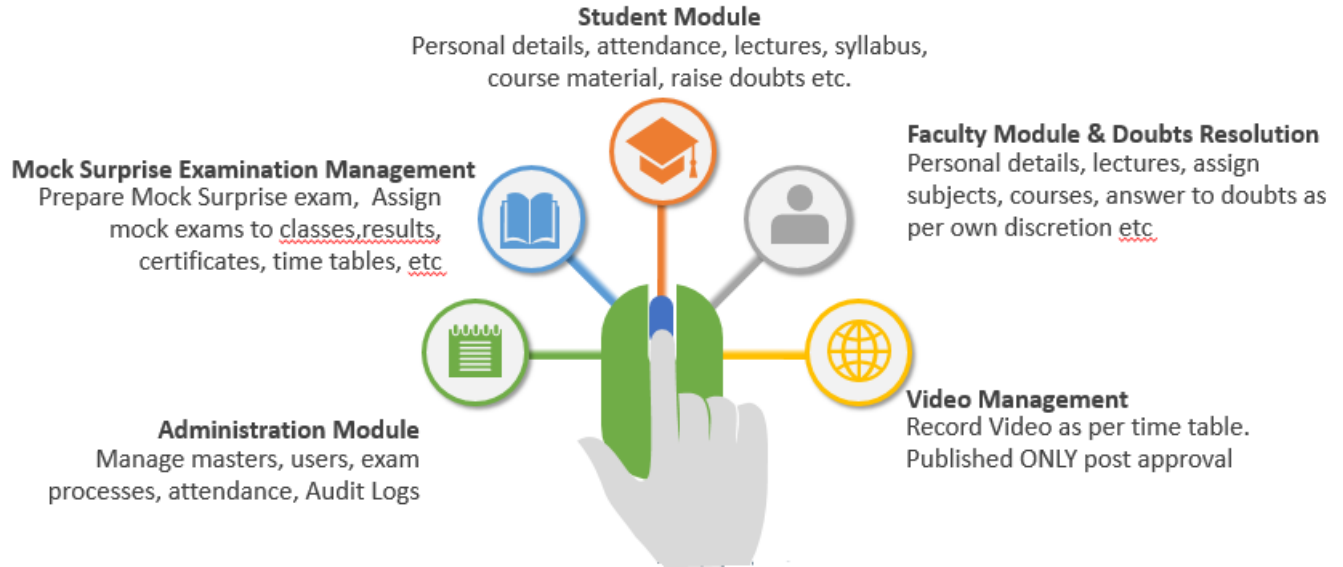 Student Module
Personal details, attendance, lectures, syllabus,
course material, raise doubts etc.
Mock Surprise Examination Management
Prepare Mock Surprise exam,  Assign
mock exams to classes,results,
certificates, time tables, etc
Faculty Module & Doubts Resolution
Personal details, lectures, assign
subjects, courses, answer to doubts as
per own discretion etc
Administration Module
Manage masters, users, exam
processes, attendance, Audit Logs
Video Management
Record Video as per time table.
Published ONLY post approval